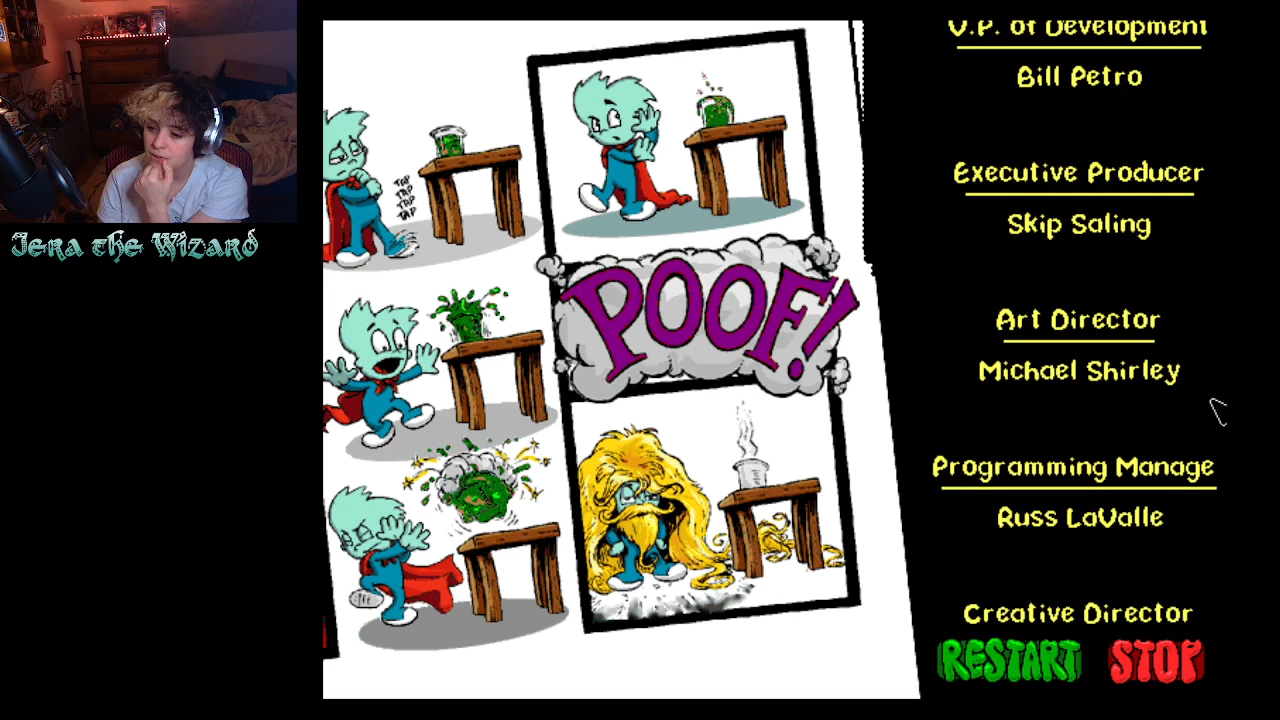 Jera the Wizard
TAP
TAP
TAP
TAP
POOF!
V.P. of Development
Bill Petro
Executive Producer
Skip Saling
Art Director
Michael Shirley
Programming Manage
Russ LaValle
Creative Director
RESTART STOP